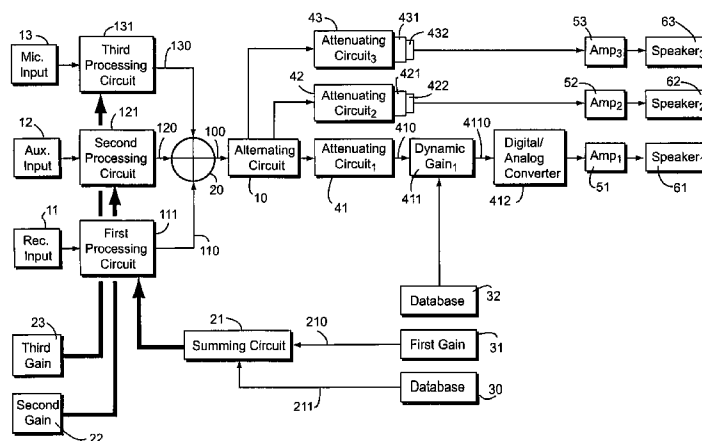 13
Mic.
Input
131
Third
Processing
Circuit
130
12
Aux.
Input
121
Second
Processing
Circuit
120
100
20
11
Rec.
Input
111
First
Processing
Circuit
110
23
Third
Gain
Second
Gain
22
Alternating
Circuit
10
43
Attenuating
Circuit3
431
432
42
Attenuating
Circuit2
421
422
Attenuating
Circuit1
41
410
Dynamic
Gain1
411
4110
Digital/
Analog
Converter
412
53
Amp3
63
Speaker3
52
Amp2
62
Speaker2
Amp1
51
Speaker1
61
Database
32
21
Summing Circuit
210
First Gain
31
211
Database
30